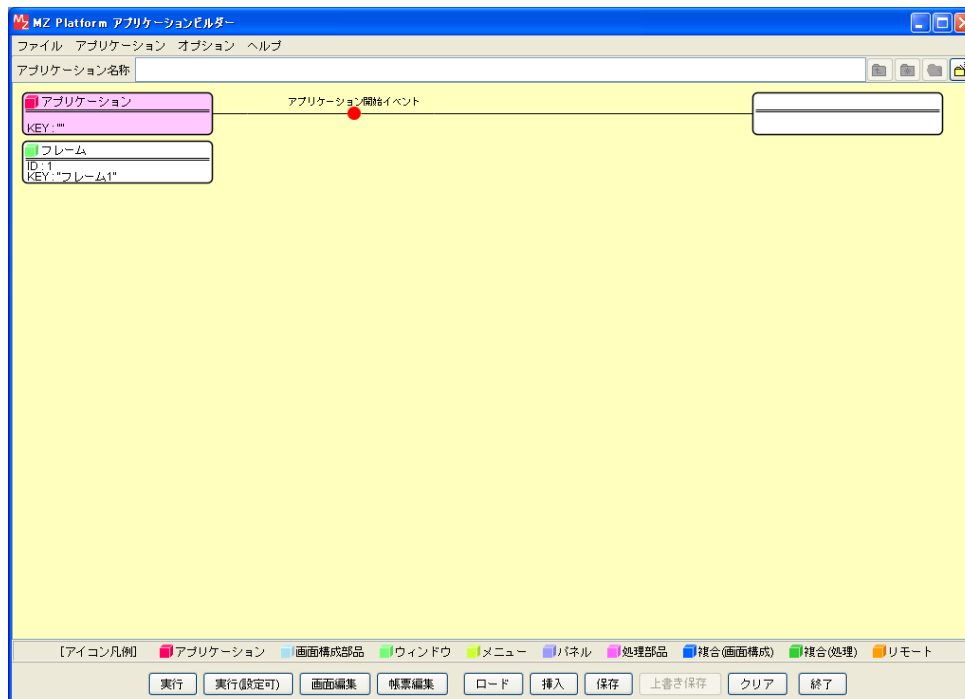 MZ Platform アプリケーションビルダー
ファイル アプリケーション オプション ヘルプ
アプリケーション名称
アプリケーション
KEY:""
アプリケーション開始イベント
フレーム
ID:1
KEY:"フレーム1"
[アイコン凡例] アプリケーション 画面構成部品 ウィンドウ メニュー パネル 処理部品 複合(画面構成) 複合(処理) リモート
実行 実行(設定可) 画面編集 帳票編集 ロード 挿入 保存 上書き保存 クリア 終了